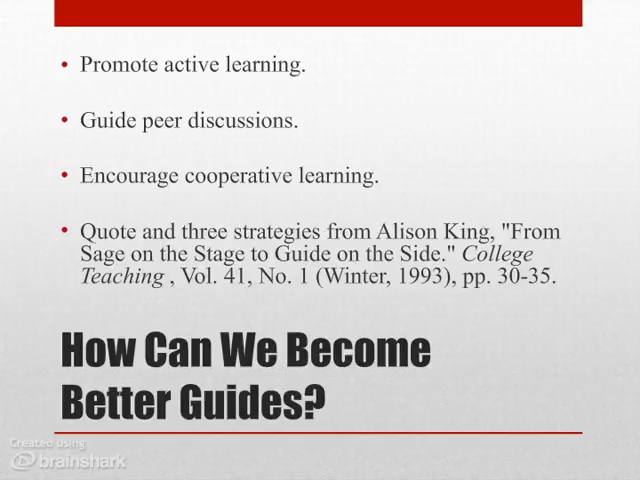 • Promote active learning.
• Guide peer discussions.
• Encourage cooperative learning.
• Quote and three strategies from Alison King, "From
Sage on the Stage to Guide on the Side." College
Teaching , Vol. 41, No. 1 (Winter, 1993), pp. 30-35.
How Can We Become
Better Guides?
Created using
brainshark